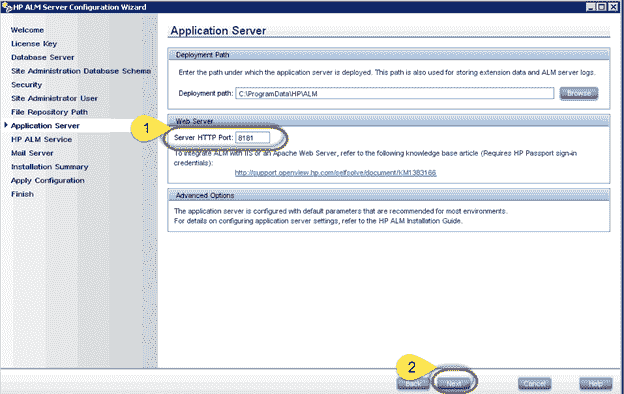 HP ALM Server Configuration Wizard
Welcome
License Key
Database Server
Site Administration Database Schema
Security
Site Administrator User
File Repository Path
Application Server
HP ALM Service
Mail Server
Installation Summary
Apply Configuration
Finish
Application Server
Deployment Path
Enter the path under which the application server is deployed. This path is also used for storing extension data and ALM server logs.
Deployment path: C:\ProgramData\HP\ALM Browse
1
Web Server
Server HTTP Port: 8181
To integrate ALM with IIS or an Apache Web Server, refer to the following knowledge base article (Requires HP Passport sign-in
credentials):
http://support.openview.hp.com/selfsolve/document/KM1383166
Advanced Options
The application server is configured with default parameters that are recommended for most environments.
For details on configuring application server settings, refer to the HP ALM Installation Guide.
2
Back Next Cancel Help